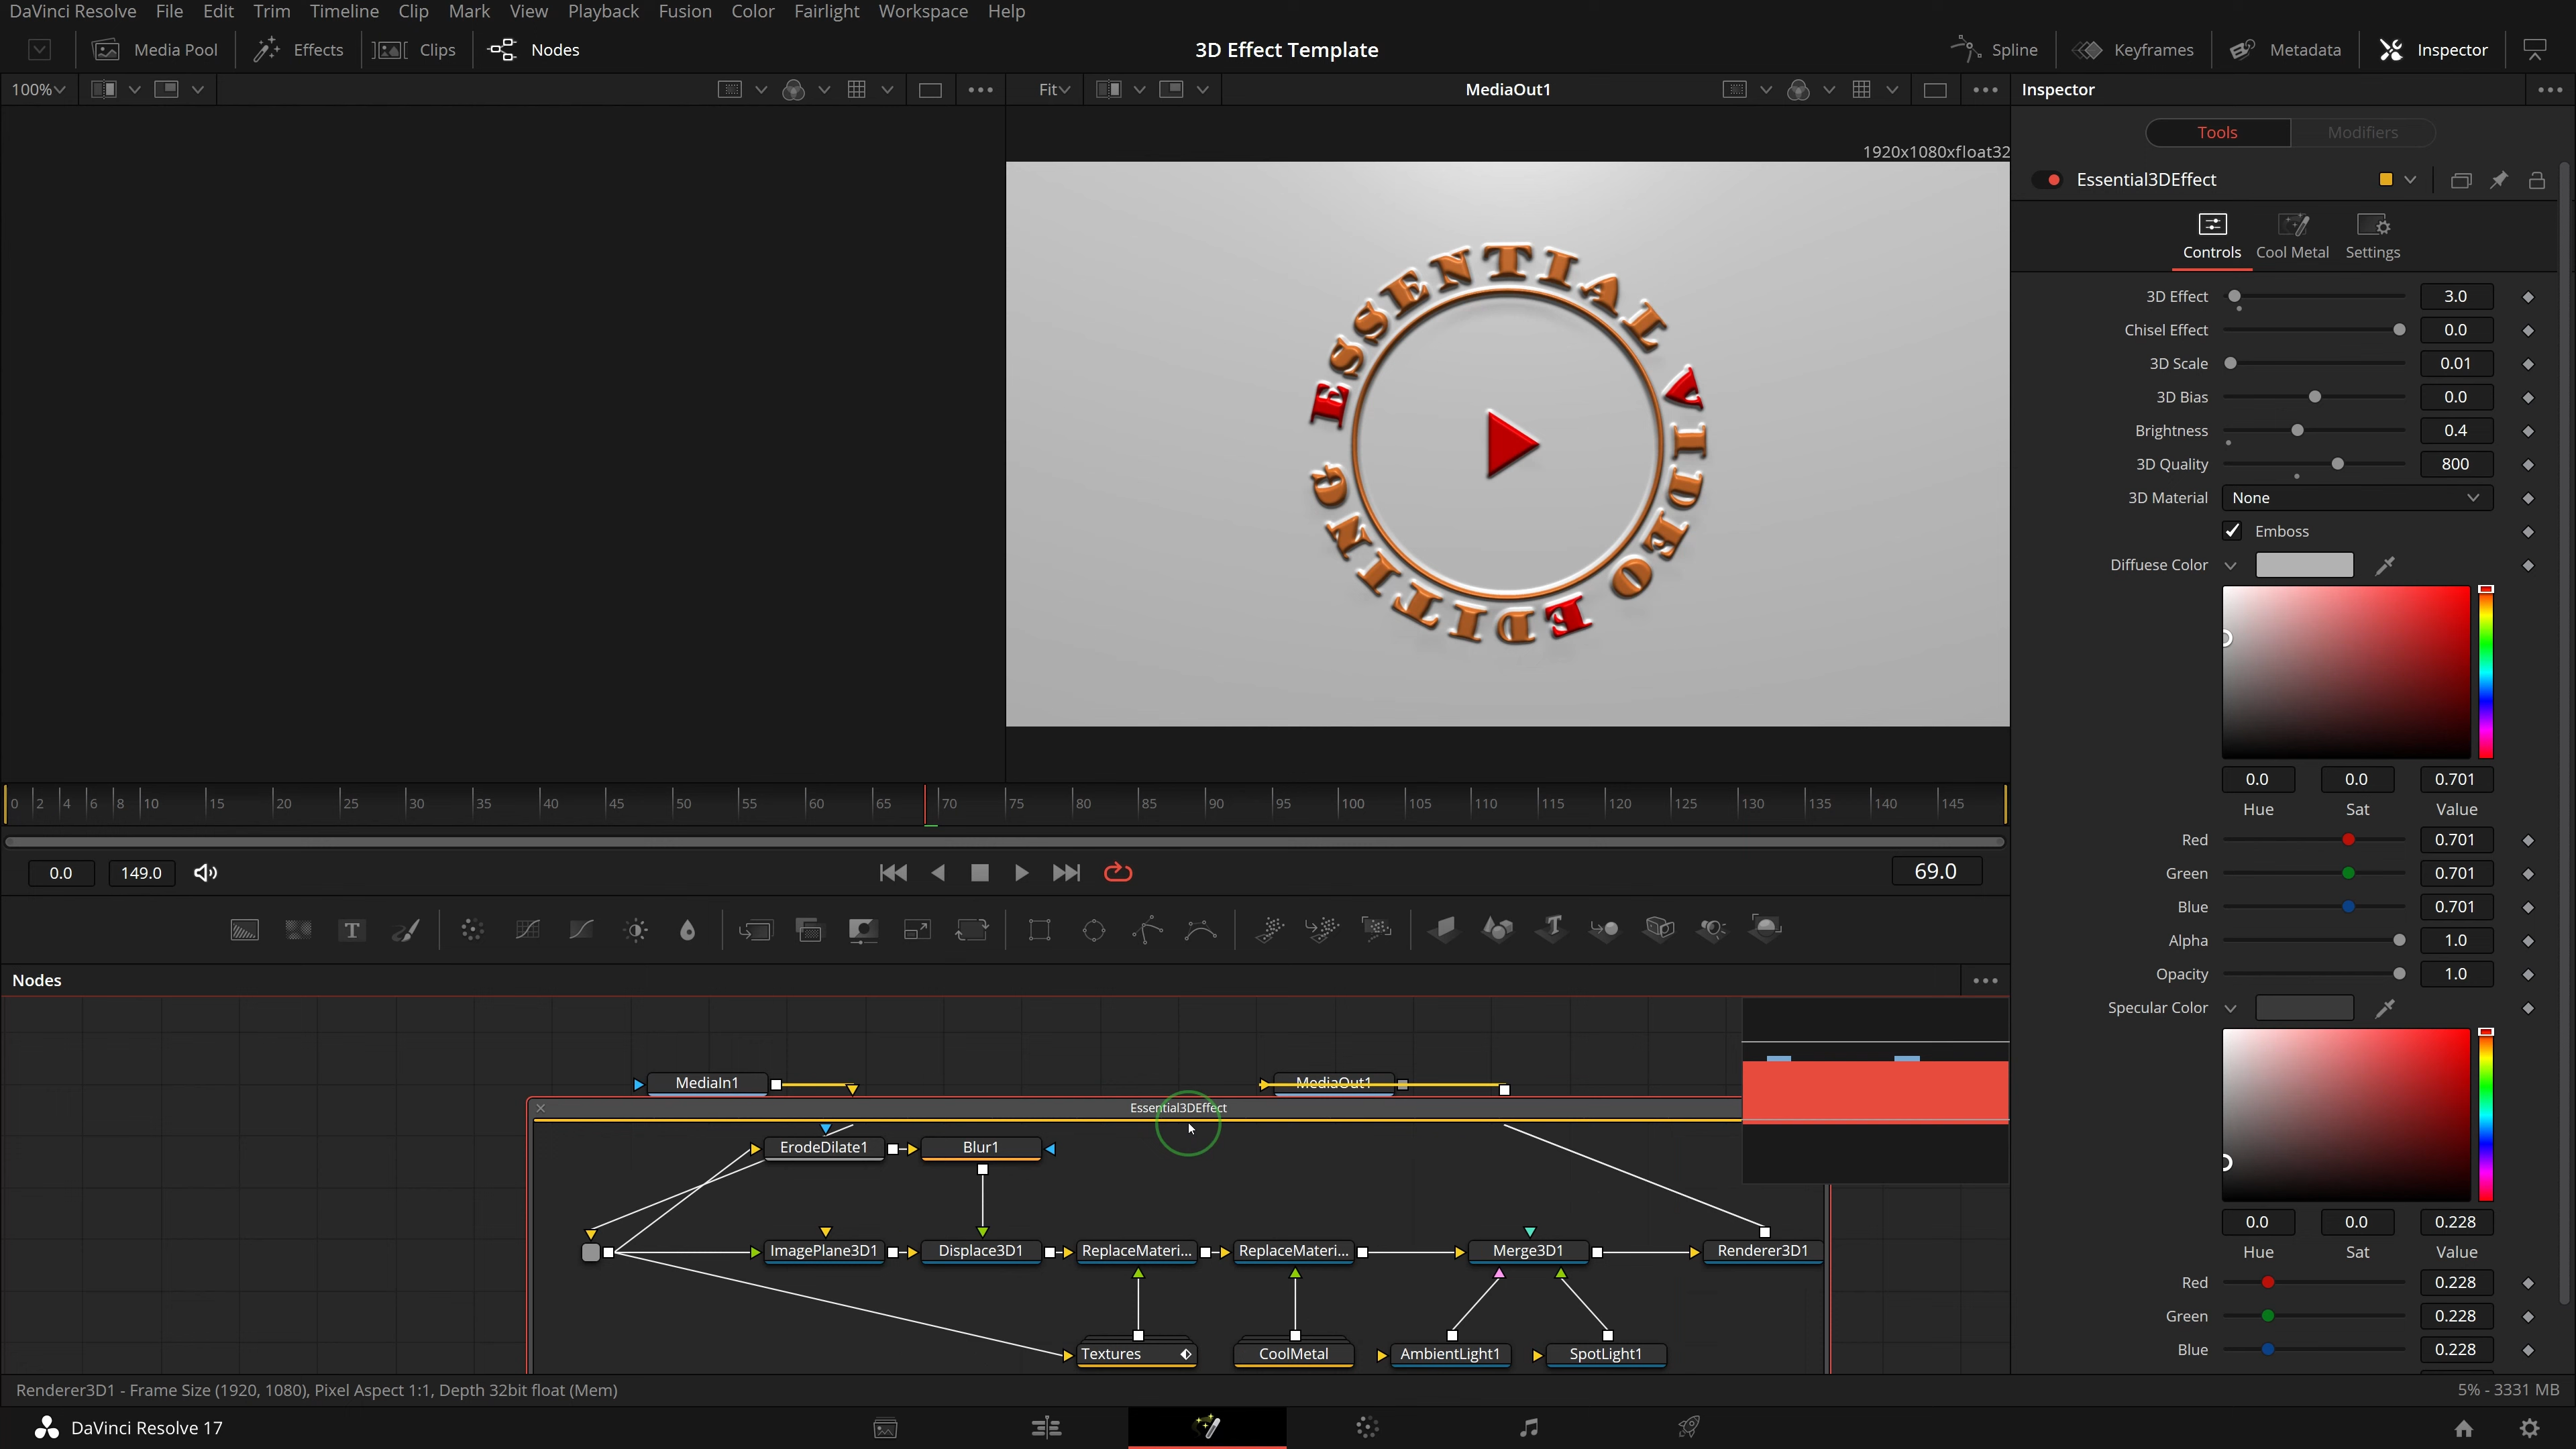 DaVinci Resolve File Edit Trim Timeline Clip Mark View Playback Fusion Color Fairlight Workspace Help
Media Pool Effects Clips Nodes 3D Effect Template Spline Keyframes Metadata Inspector
100% Fit MediaOut1 Inspector
Tools Modifiers
1920x1080xfloat32
Essential3DEffect
Controls Cool Metal Settings
ESSENTIAL VIDEO EDITING
3D Effect 3.0
Chisel Effect 0.0
3D Scale 0.01
3D Bias 0.0
Brightness 0.4
3D Quality 800
3D Material None
Emboss
Diffuese Color
0.0 0.0 0.701
Hue Sat Value
Red 0.701
Green 0.701
Blue 0.701
Alpha 1.0
Opacity 1.0
Specular Color
0.0 0.0 0.228
Hue Sat Value
Red 0.228
Green 0.228
Blue 0.228
0 2 4 6 8 10 15 20 25 30 35 40 45 50 55 60 65 70 75 80 85 90 95 100 105 110 115 120 125 130 135 140 145
0.0 149.0 69.0
Nodes
MediaIn1 MediaOut1
Essential3DEffect
ErodeDilate1 Blur1
ImagePlane3D1 Displace3D1 ReplaceMateri... ReplaceMateri... Merge3D1 Renderer3D1
Textures CoolMetal AmbientLight1 SpotLight1
Renderer3D1 - Frame Size (1920, 1080), Pixel Aspect 1:1, Depth 32bit float (Mem) 5% - 3331 MB
DaVinci Resolve 17